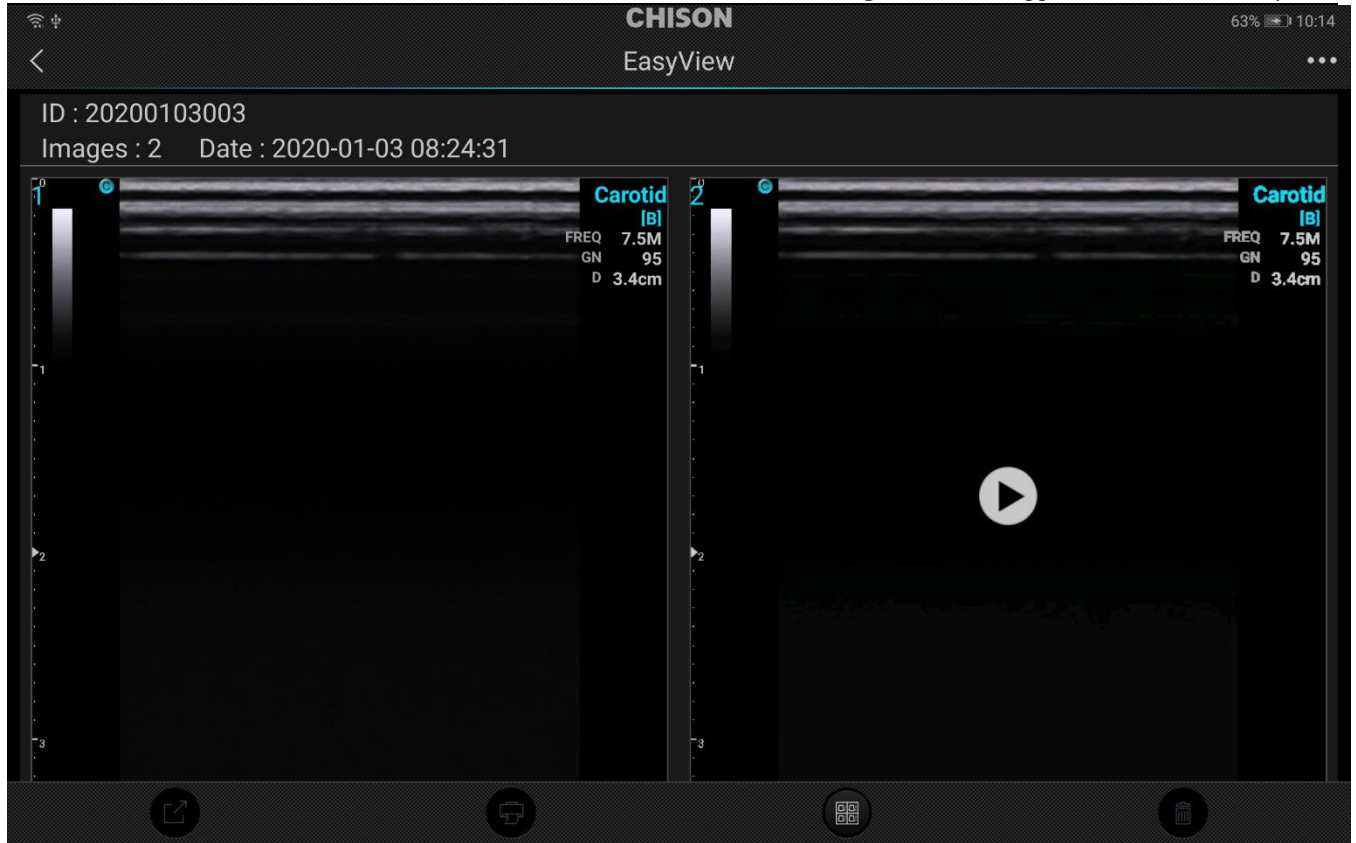 CHISON
63% 10:14
EasyView
ID : 20200103003
Images : 2 Date : 2020-01-03 08:24:31
1
0
Carotid
[B]
FREQ 7.5M
GN 95
D 3.4cm
1
2
3
2
0
Carotid
[B]
FREQ 7.5M
GN 95
D 3.4cm
1
2
3